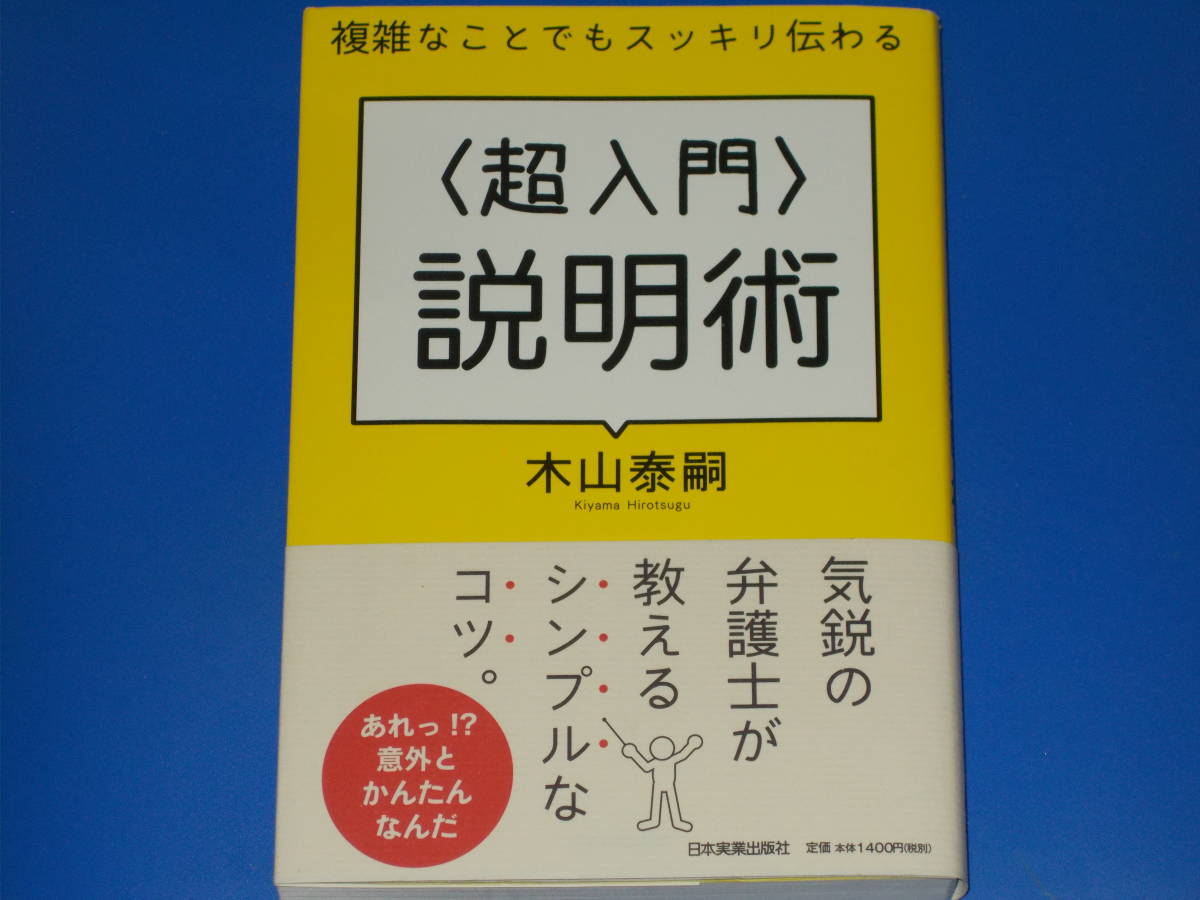 複雑なことでもスッキリ伝わる
〈超入門〉
説明術
木山泰嗣
Kiyama Hirotsugu
気鋭の
弁護士が
教える
シンプルな
コツ。
あれっ!?
意外と
かんたん
なんだ
日本実業出版社 定価 本体1400円(税別)